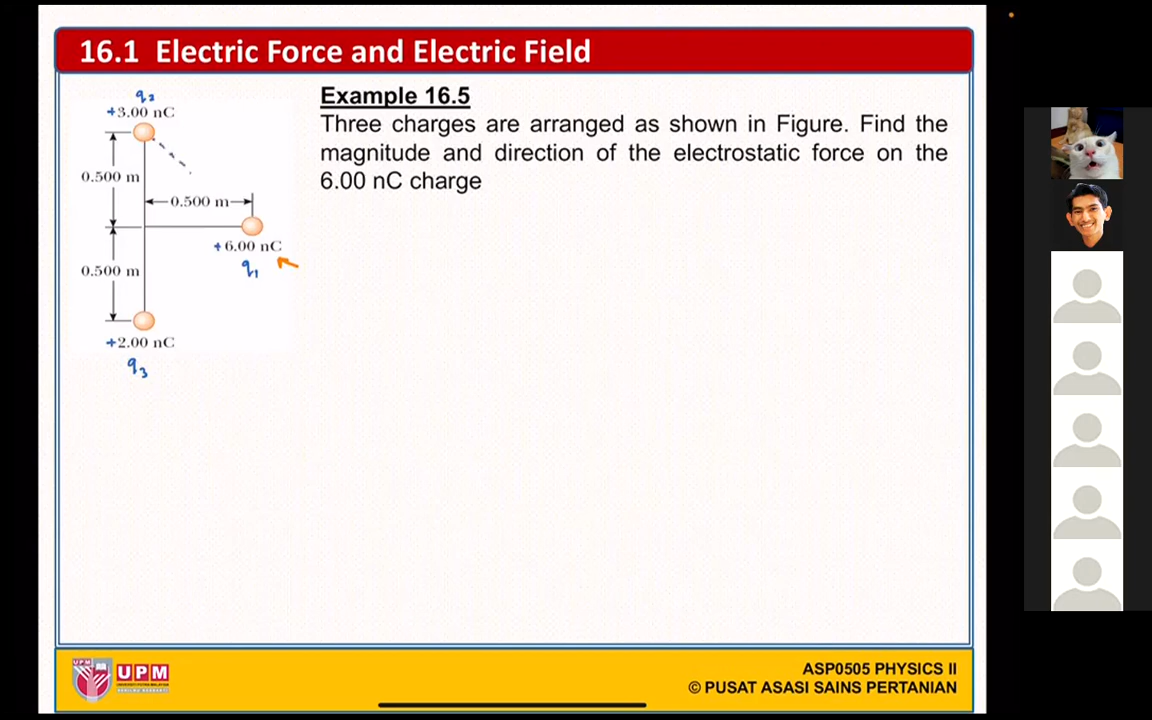 16.1 Electric Force and Electric Field
q2
+3.00 nC
0.500 m
0.500 m
+6.00 nC
q1
0.500 m
+2.00 nC
q3
Example 16.5
Three charges are arranged as shown in Figure. Find the
magnitude and direction of the electrostatic force on the
6.00 nC charge
UPM
UPM
ASP0505 PHYSICS II
© PUSAT ASASI SAINS PERTANIAN